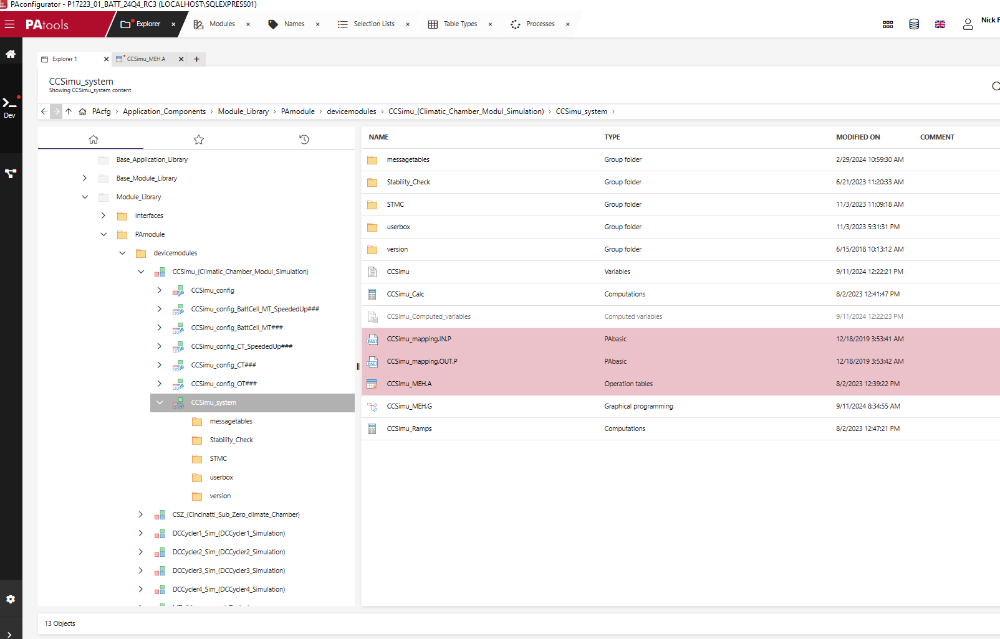 PAconfigurator - P17223_01_BATT_24Q4_RC3 (LOCALHOST\SQLEXPRESS01)
PAtools
Explorer
Modules
Names
Selection Lists
Table Types
Processes
Nick F
Dev
Explorer 1
CCSimu_MEH.A
CCSimu_system
Showing CCSimu_system content
PAcfg > Application_Components > Module_Library > PAmodule > devicemodules > CCSimu_(Climatic_Chamber_Modul_Simulation) > CCSimu_system >
Base_Application_Library
Base_Module_Library
Module_Library
Interfaces
PAmodule
devicemodules
CCSimu_(Climatic_Chamber_Modul_Simulation)
CCSimu_config
CCSimu_config_BattCell_MT_SpeededUp###
CCSimu_config_BattCell_MT###
CCSimu_config_CT_SpeededUp###
CCSimu_config_CT###
CCSimu_config_OT###
CCSimu_system
messagetables
Stability_Check
STMC
userbox
version
CSZ_(Cincinatti_Sub_Zero_climate_Chamber)
DCCycler1_Sim_(DCCycler1_Simulation)
DCCycler2_Sim_(DCCycler2_Simulation)
DCCycler3_Sim_(DCCycler3_Simulation)
DCCycler4_Sim_(DCCycler4_Simulation)
NAME TYPE MODIFIED ON COMMENT
messagetables Group folder 2/29/2024 10:59:30 AM
Stability_Check Group folder 6/21/2023 11:20:33 AM
STMC Group folder 11/3/2023 11:09:18 AM
userbox Group folder 11/3/2023 5:31:31 PM
version Group folder 6/15/2018 10:13:12 AM
CCSimu Variables 9/11/2024 12:22:21 PM
CCSimu_Calc Computations 8/2/2023 12:41:47 PM
CCSimu_Computed_variables Computed variables 9/11/2024 12:22:23 PM
CCSimu_mapping.IN.P PAbasic 12/18/2019 3:53:41 AM
CCSimu_mapping.OUT.P PAbasic 12/18/2019 3:53:42 AM
CCSimu_MEH.A Operation tables 8/2/2023 12:39:22 PM
CCSimu_MEH.G Graphical programming 9/11/2024 8:34:55 AM
CCSimu_Ramps Computations 8/2/2023 12:47:21 PM
13 Objects